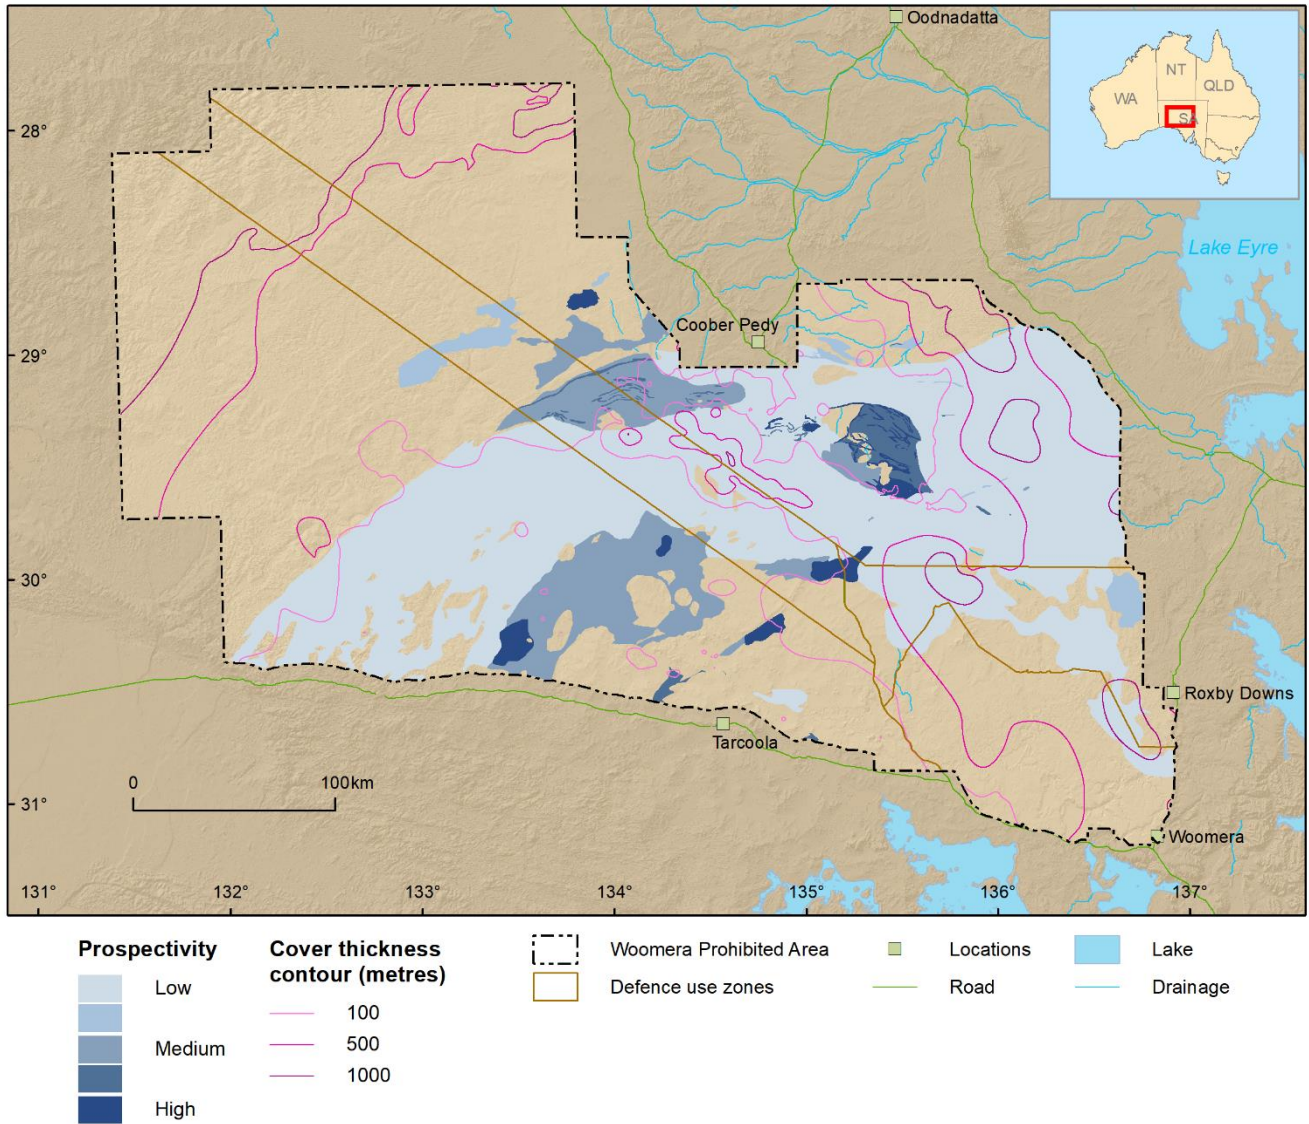 Oodnadatta
NT
QLD
WA
SA
28°
Lake Eyre
Coober Pedy
29°
30°
Roxby Downs
Tarcoola
0 100km
31°
Woomera
131° 132° 133° 134° 135° 136° 137°
Prospectivity
Low
Medium
High
Cover thickness
contour (metres)
100
500
1000
Woomera Prohibited Area
Defence use zones
Locations
Road
Lake
Drainage